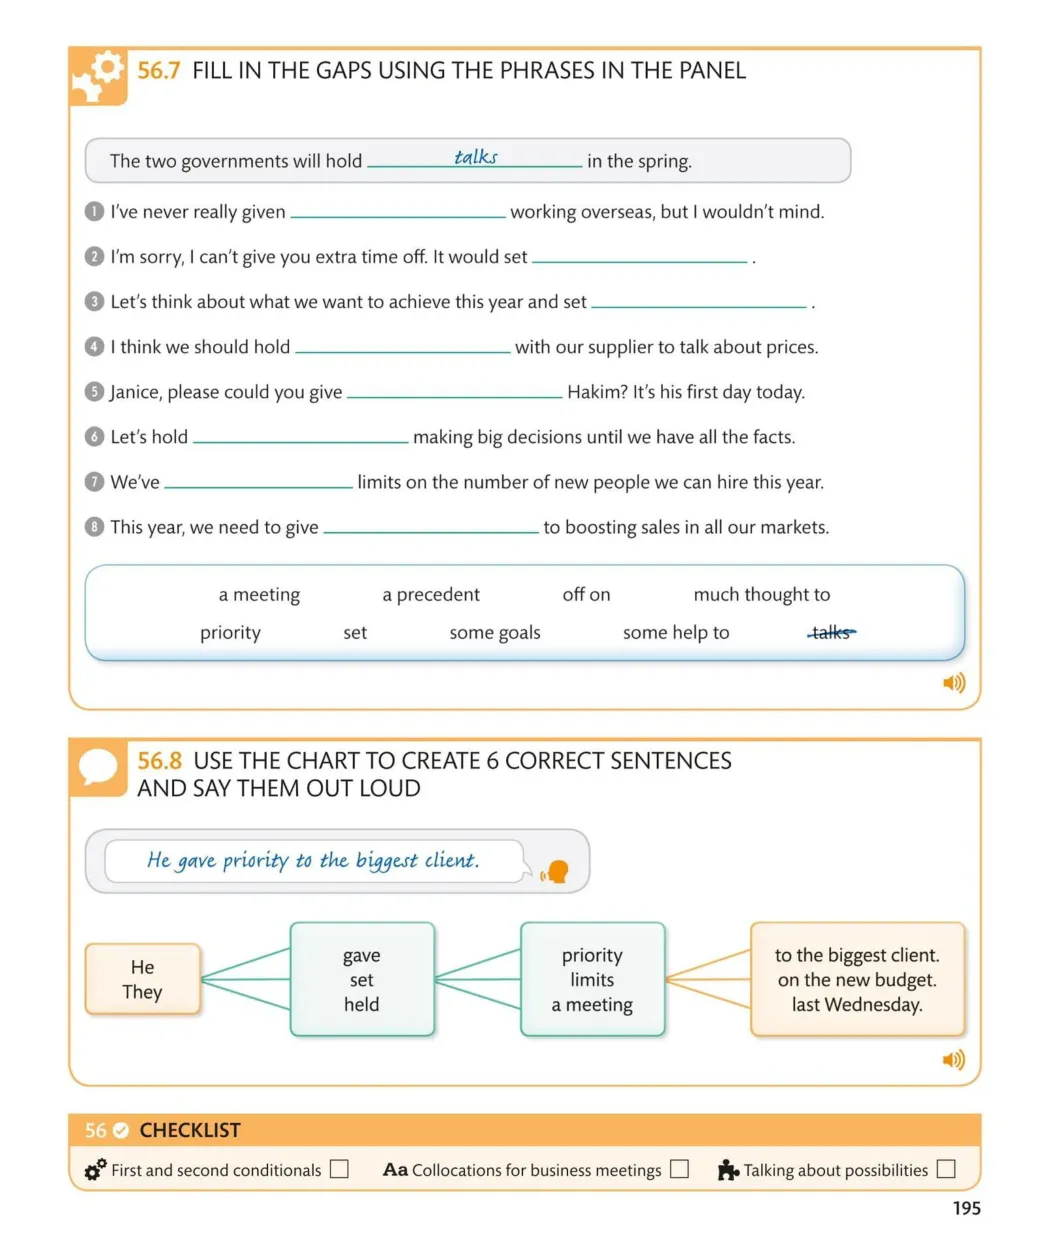 56.7 FILL IN THE GAPS USING THE PHRASES IN THE PANEL
The two governments will hold talks in the spring.
1 I've never really given ____ working overseas, but I wouldn't mind.
2 I'm sorry, I can't give you extra time off. It would set ____ .
3 Let's think about what we want to achieve this year and set ____ .
4 I think we should hold ____ with our supplier to talk about prices.
5 Janice, please could you give ____ Hakim? It's his first day today.
6 Let's hold ____ making big decisions until we have all the facts.
7 We've ____ limits on the number of new people we can hire this year.
8 This year, we need to give ____ to boosting sales in all our markets.
a meeting a precedent off on much thought to
priority set some goals some help to talks
56.8 USE THE CHART TO CREATE 6 CORRECT SENTENCES
AND SAY THEM OUT LOUD
He gave priority to the biggest client.
He
They
gave
set
held
priority
limits
a meeting
to the biggest client.
on the new budget.
last Wednesday.
56 CHECKLIST
First and second conditionals Aa Collocations for business meetings Talking about possibilities
195